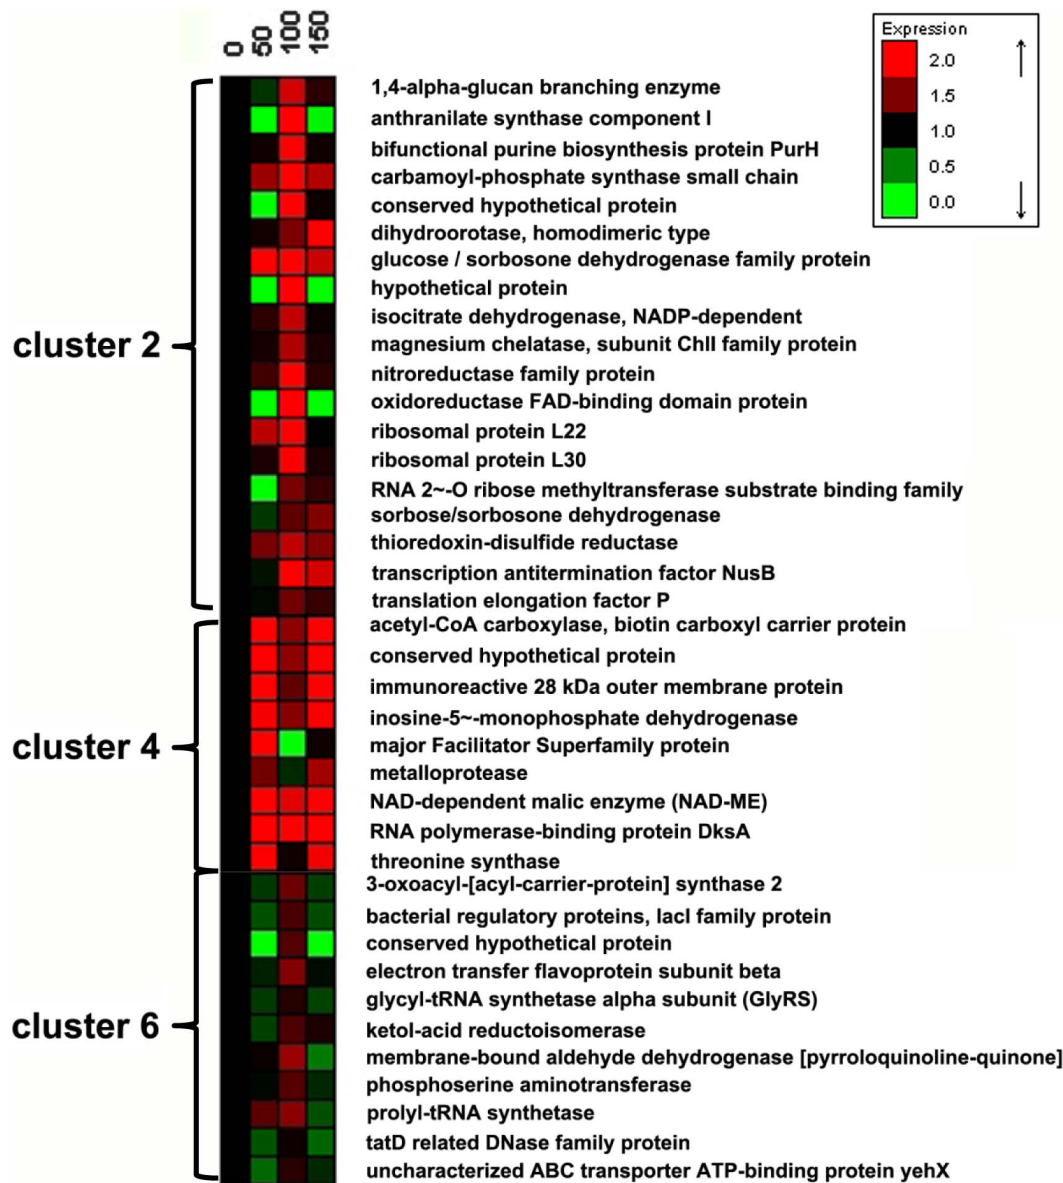 0 50 100 150
Expression
2.0
1.5
1.0
0.5
0.0
1,4-alpha-glucan branching enzyme
anthranilate synthase component I
bifunctional purine biosynthesis protein PurH
carbamoyl-phosphate synthase small chain
conserved hypothetical protein
dihydroorotase, homodimeric type
glucose / sorbosone dehydrogenase family protein
hypothetical protein
isocitrate dehydrogenase, NADP-dependent
cluster 2
magnesium chelatase, subunit ChlI family protein
nitroreductase family protein
oxidoreductase FAD-binding domain protein
ribosomal protein L22
ribosomal protein L30
RNA 2~-O ribose methyltransferase substrate binding family
sorbose/sorbosone dehydrogenase
thioredoxin-disulfide reductase
transcription antitermination factor NusB
translation elongation factor P
acetyl-CoA carboxylase, biotin carboxyl carrier protein
conserved hypothetical protein
immunoreactive 28 kDa outer membrane protein
inosine-5~-monophosphate dehydrogenase
cluster 4
major Facilitator Superfamily protein
metalloprotease
NAD-dependent malic enzyme (NAD-ME)
RNA polymerase-binding protein DksA
threonine synthase
3-oxoacyl-[acyl-carrier-protein] synthase 2
bacterial regulatory proteins, lacI family protein
conserved hypothetical protein
electron transfer flavoprotein subunit beta
glycyl-tRNA synthetase alpha subunit (GlyRS)
cluster 6
ketol-acid reductoisomerase
membrane-bound aldehyde dehydrogenase [pyrroloquinoline-quinone]
phosphoserine aminotransferase
prolyl-tRNA synthetase
tatD related DNase family protein
uncharacterized ABC transporter ATP-binding protein yehX